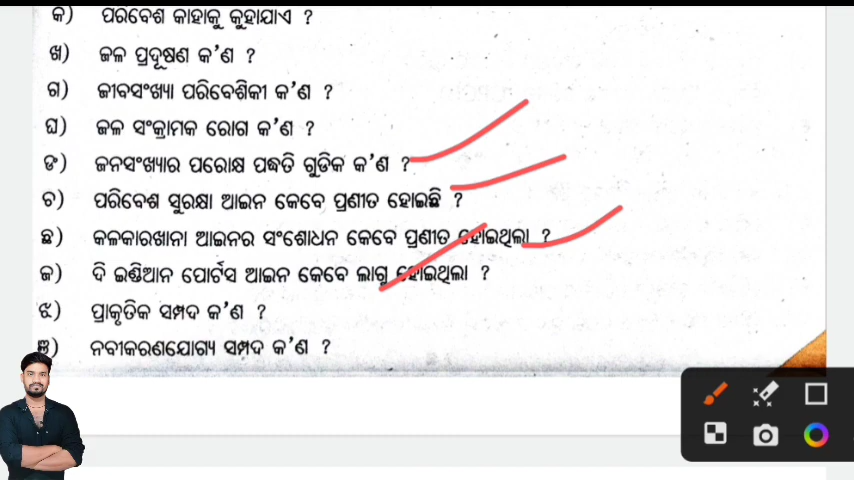 କ) ପରିବେଶ କାହାକୁ କୁହାଯାଏ ?
ଖ) ଜଳ ପ୍ରଦୂଷଣ କ'ଣ ?
ଗ) ଜୀବସଂଖ୍ୟା ପରିବେଶିକୀ କ'ଣ ?
ଘ) ଜଳ ସଂକ୍ରାମକ ରୋଗ କ'ଣ ?
ଙ) ଜନସଂଖ୍ୟାର ପରୋକ୍ଷ ପଦ୍ଧତି ଗୁଡିକ କ'ଣ ?
ଚ) ପରିବେଶ ସୁରକ୍ଷା ଆଇନ କେବେ ପ୍ରଣୀତ ହୋଇଛି ?
ଛ) କଳକାରଖାନା ଆଇନର ସଂଶୋଧନ କେବେ ପ୍ରଣୀତ ହୋଇଥିଲା ?
ଜ) ଦି ଇଣ୍ଡିଆନ ପୋର୍ଟସ ଆଇନ କେବେ ଲାଗୁ ହୋଇଥିଲା ?
ଝ) ପ୍ରାକୃତିକ ସମ୍ପଦ କ'ଣ ?
ଞ) ନବୀକରଣଯୋଗ୍ୟ ସମ୍ପଦ କ'ଣ ?